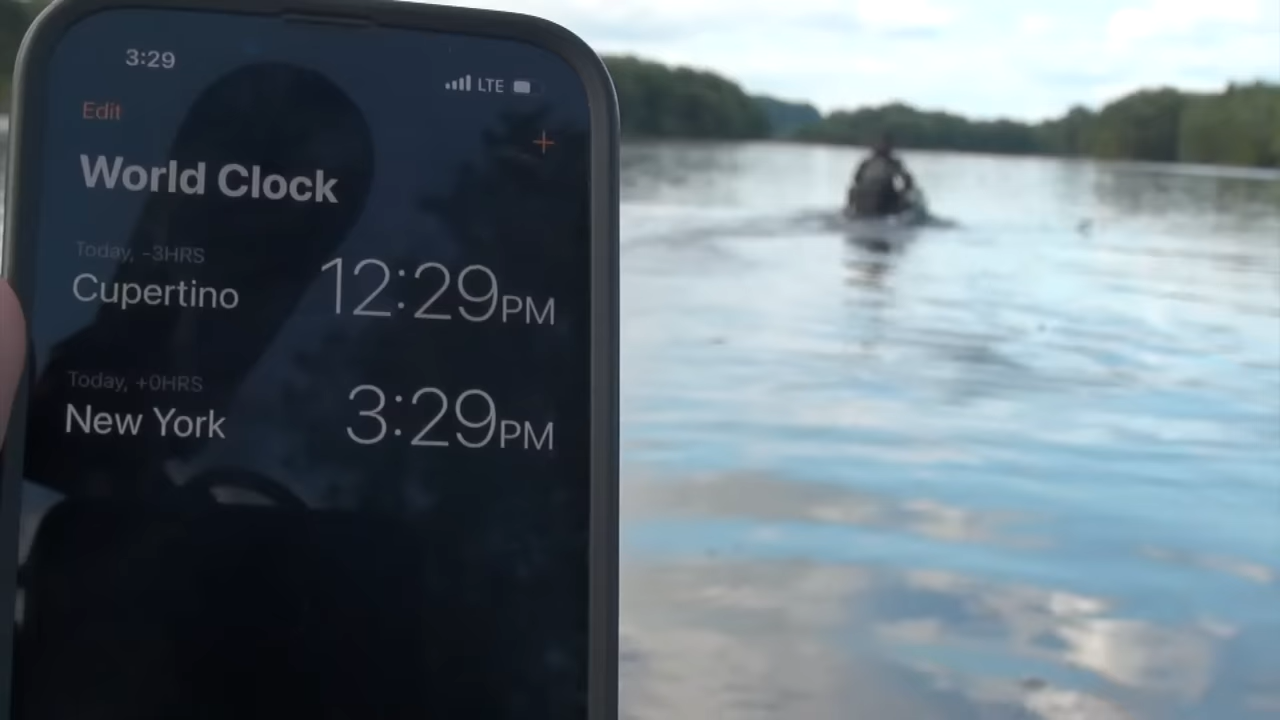 3:29
LTE
Edit
+
World Clock
Today, -3HRS
Cupertino 12:29PM
Today, +0HRS
New York 3:29PM